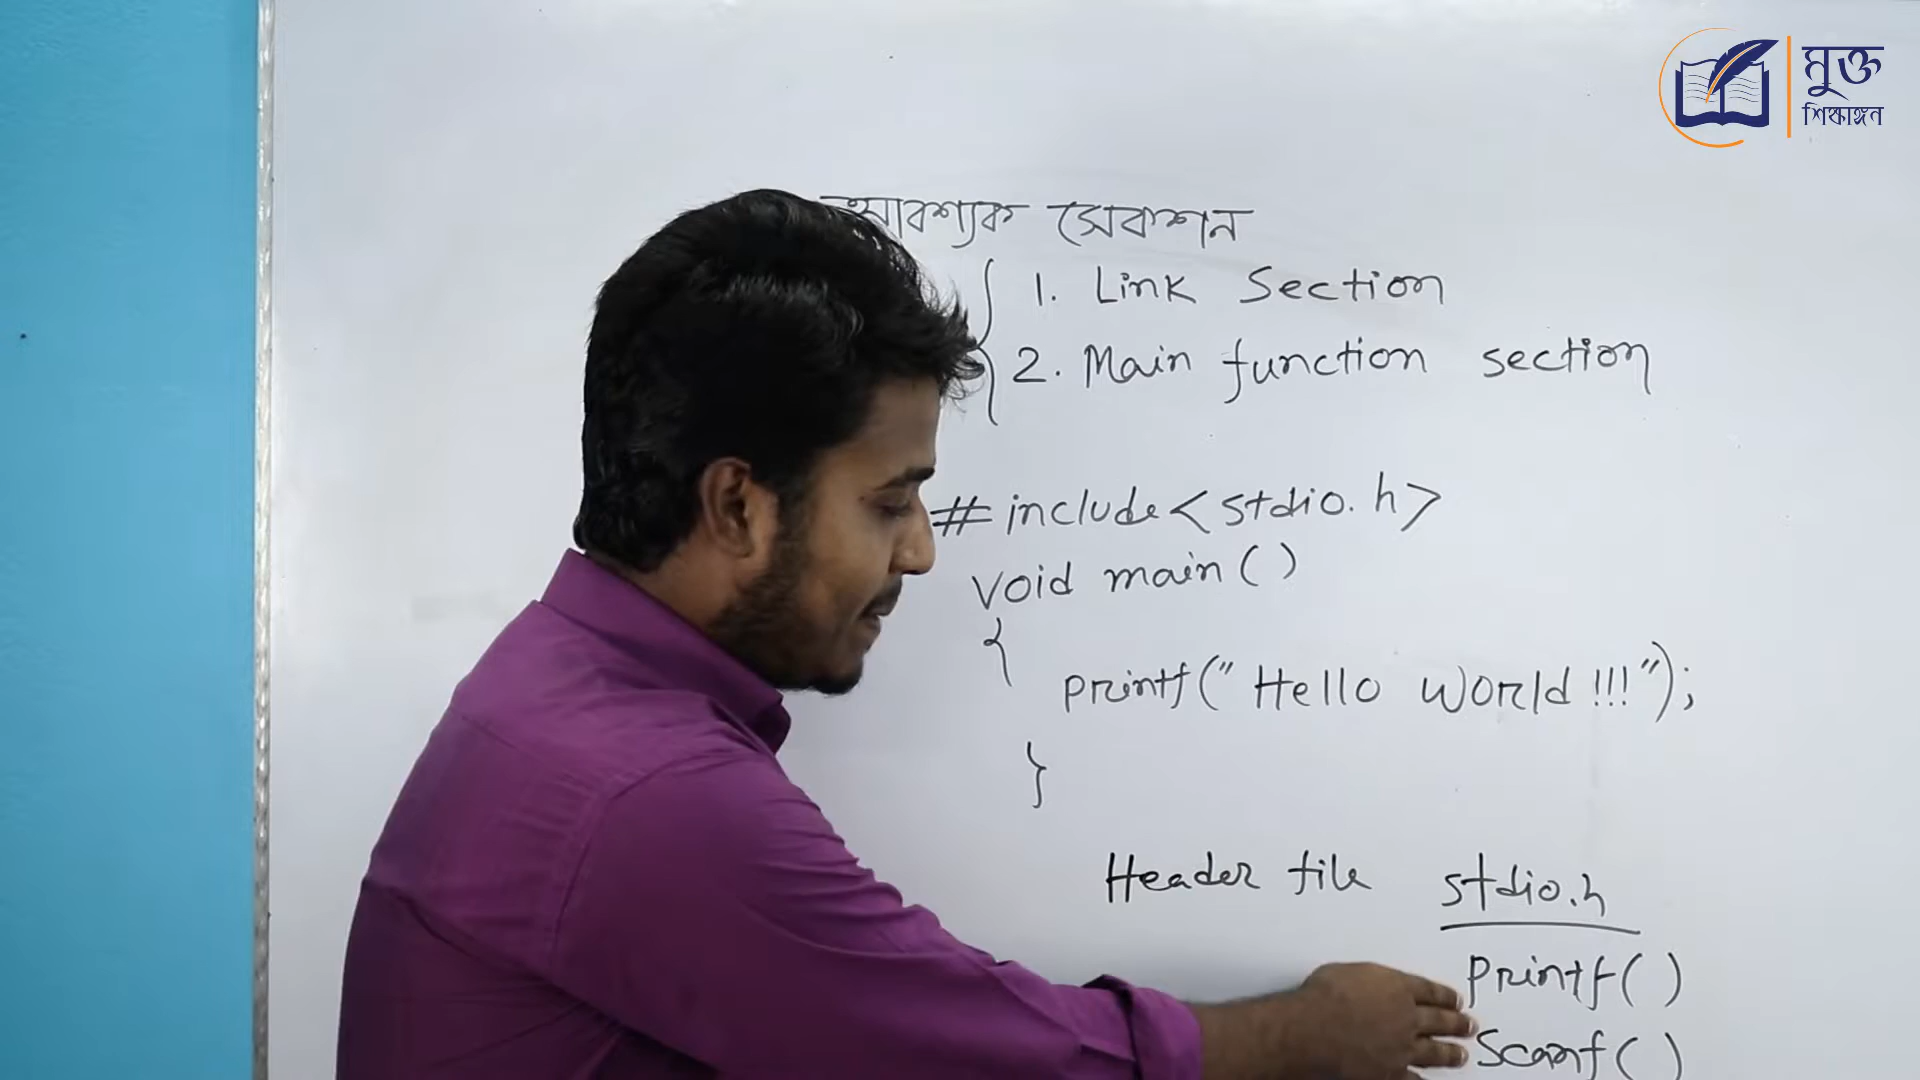 মুক্ত
শিক্ষাঙ্গন
আবশ্যক সেকশন
1. Link Section
2. Main function section
# include<stdio.h>
void main()
{
printf("Hello World!!!");
}
Header file stdio.h
printf()
Scanf()